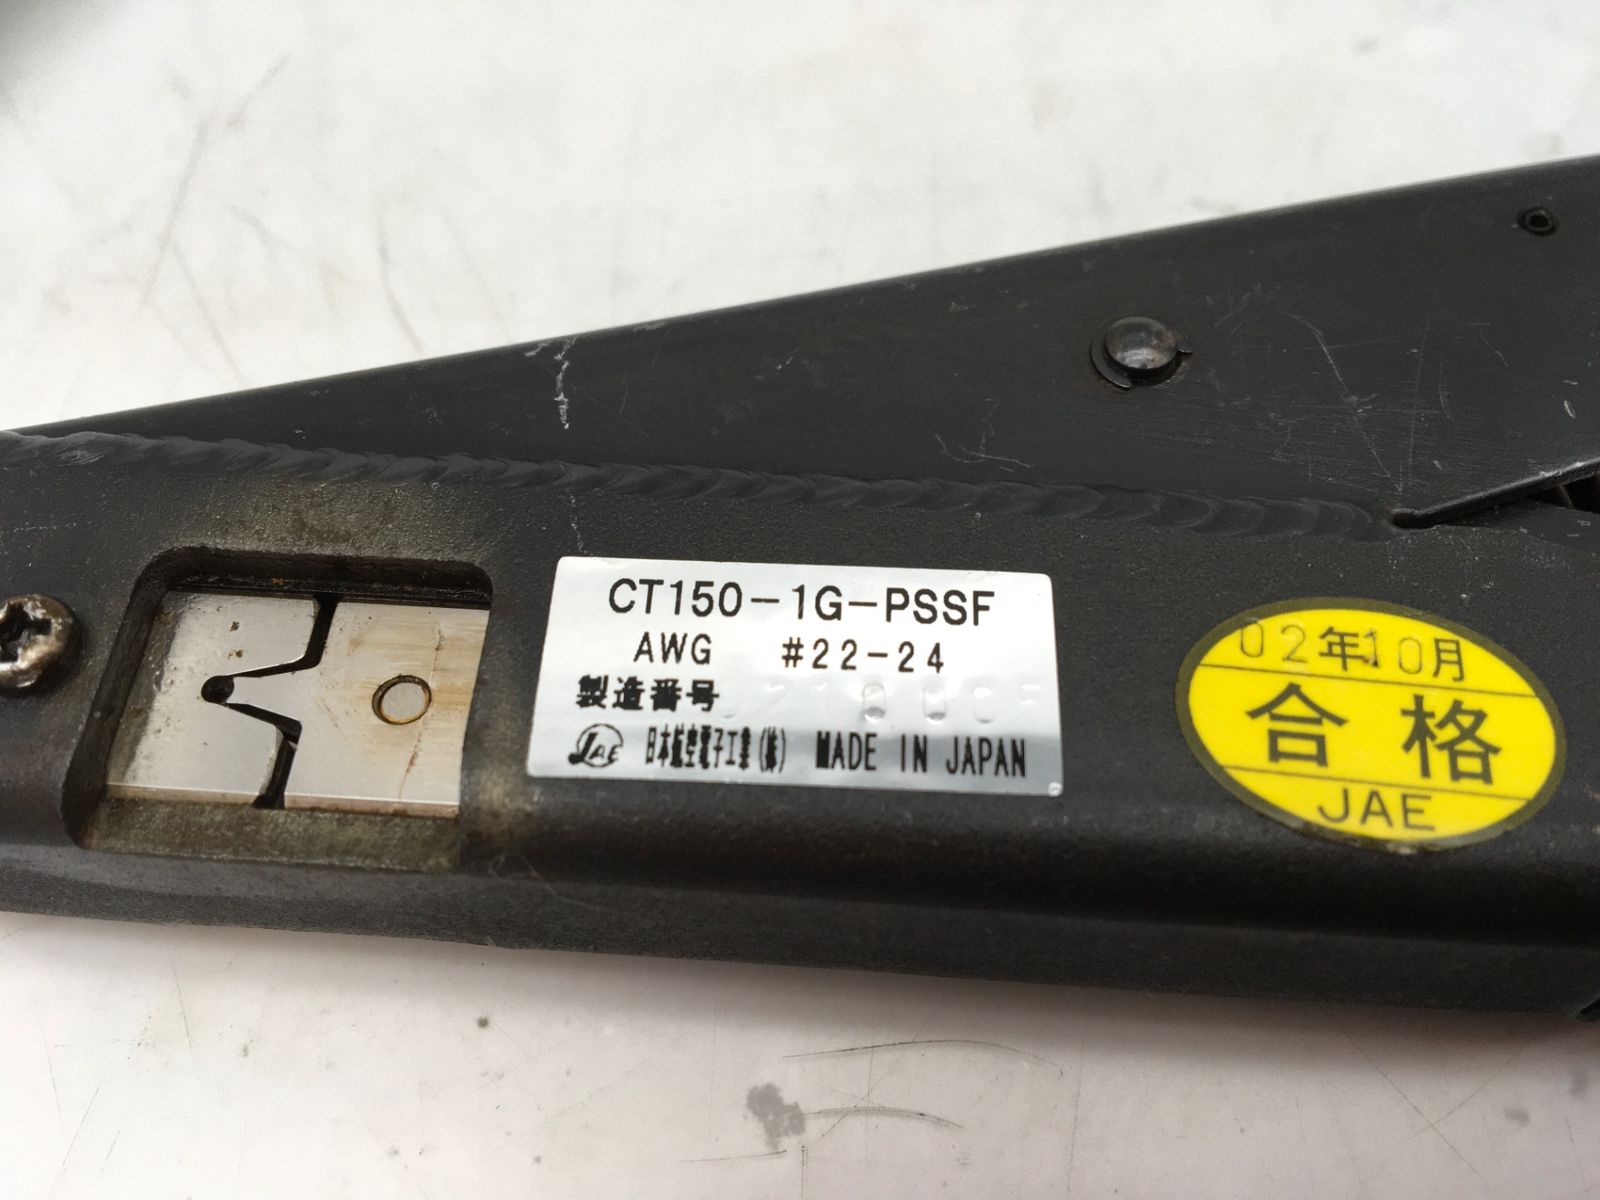 CT150-1G-PSSF
AWG #22-24
製造番号
JAE 日本航空電子工業(株) MADE IN JAPAN
02年10月
合格
JAE